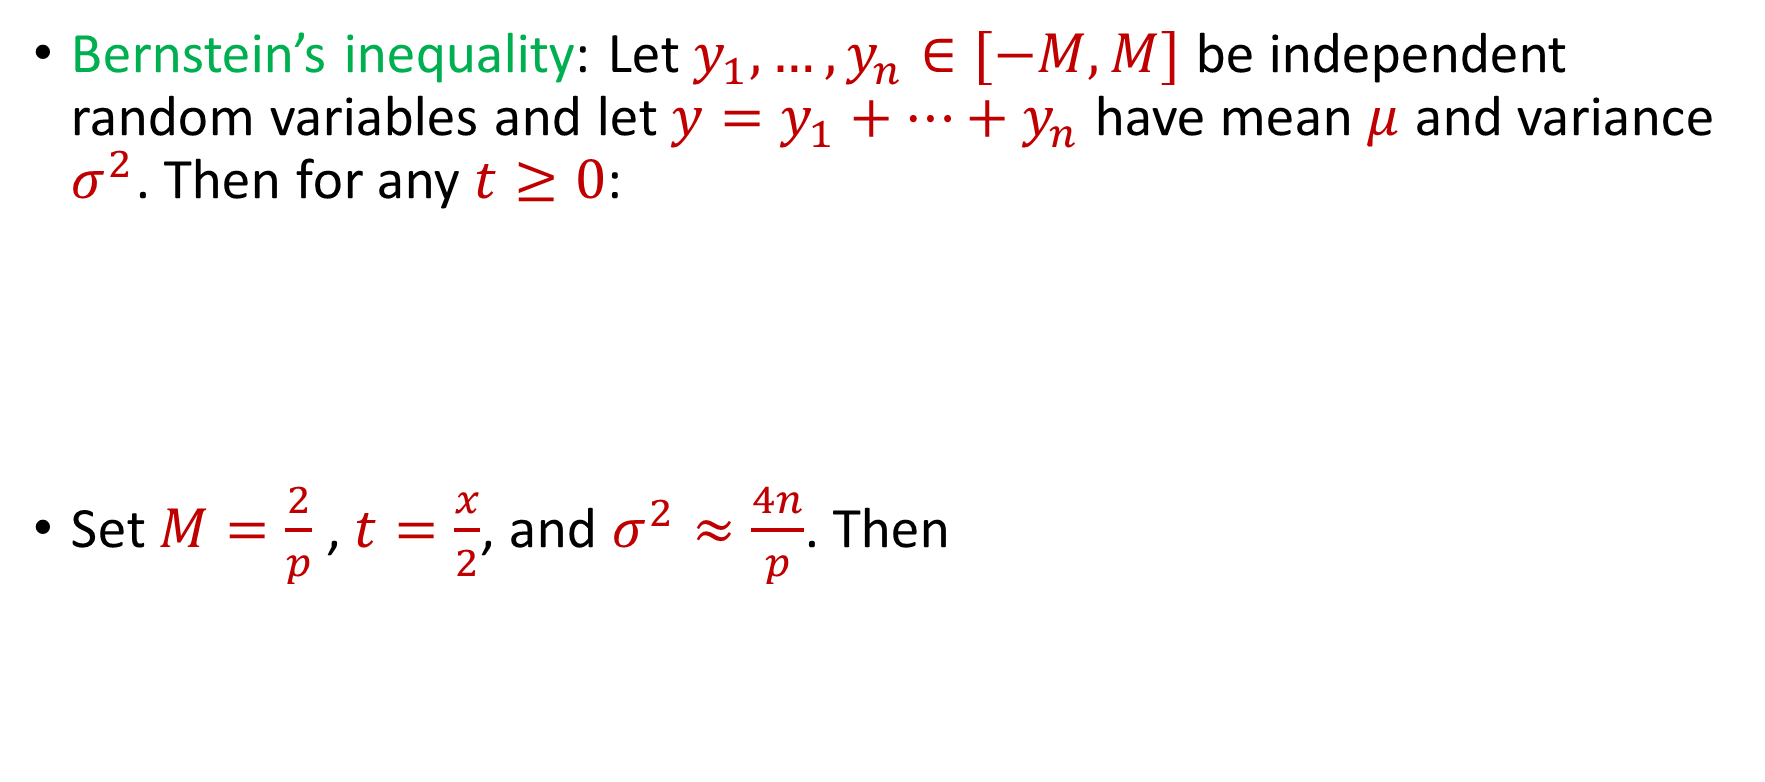 • Bernstein’s inequality: Let y₁, … , yₙ ∈ [−M, M] be independent
random variables and let y = y₁ + ⋯ + yₙ have mean μ and variance
σ². Then for any t ≥ 0:
• Set M = 2/p , t = x/2, and σ² ≈ 4n/p. Then